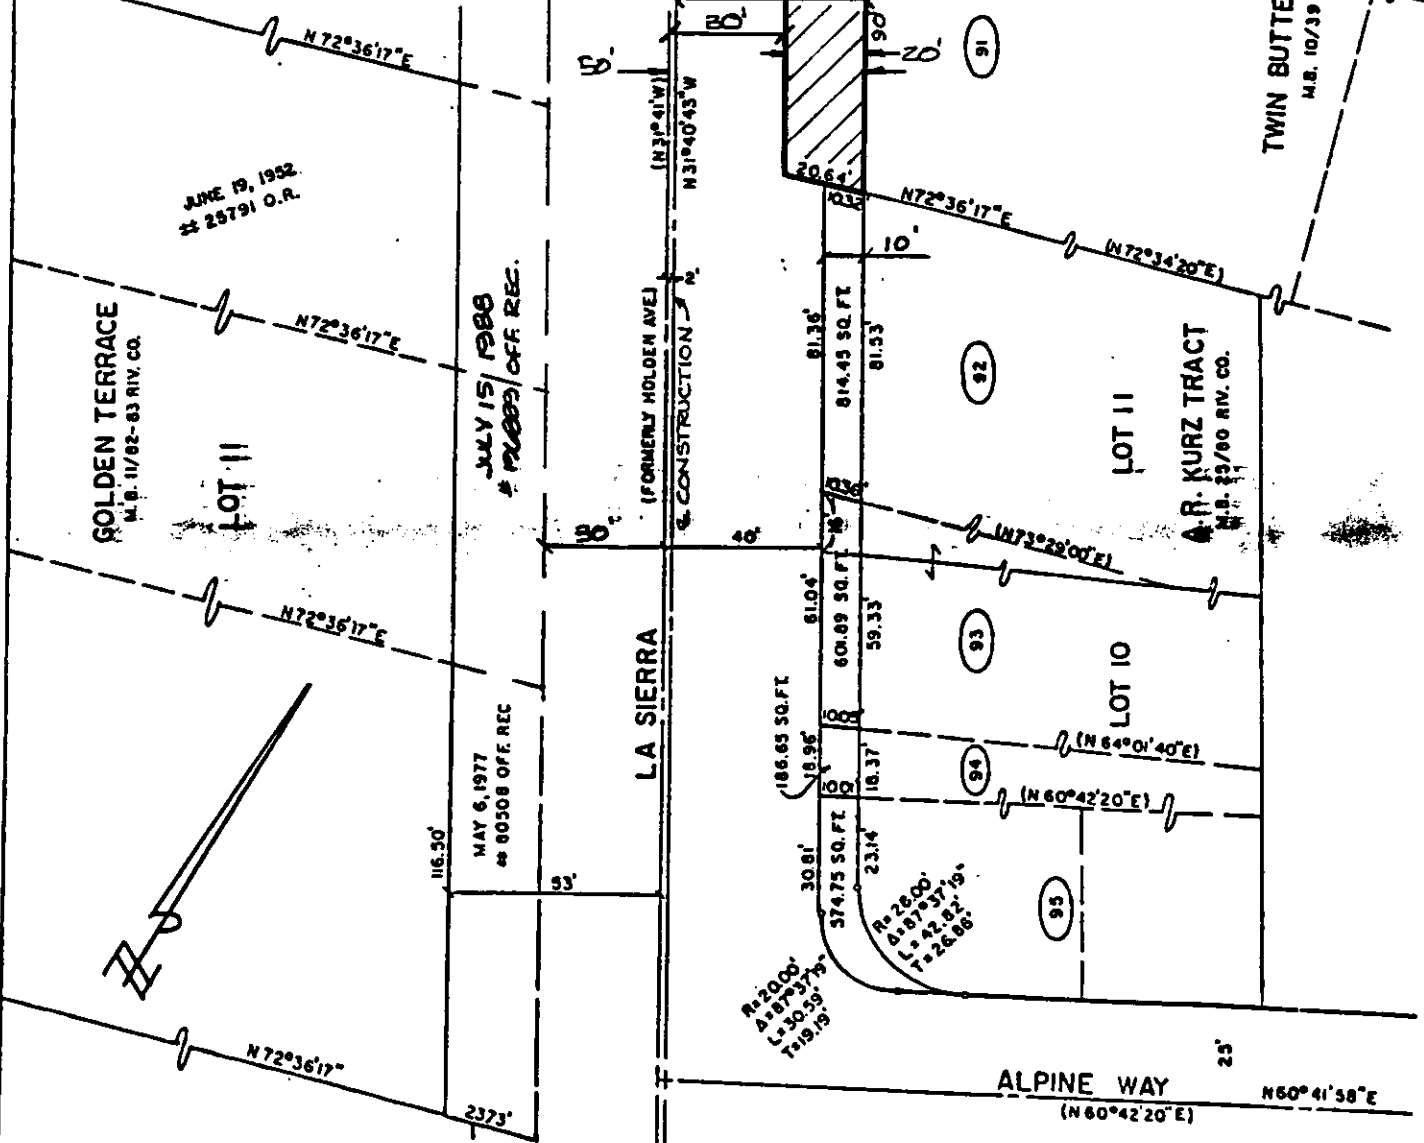 N 72°36'17"E
JUNE 19, 1952
# 25791 O.R.
GOLDEN TERRACE
M.B. 11/82-83 RIV. CO.
LOT 11
N72°36'17"E
JULY 15, 1988
OFF. REC.
N72°36'17"E
MAY 6, 1977
# 80508 OFF. REC
116.50'
53'
N 72°36'17"
23.73'
50'
20'
90'
20'
(N31°41'W)
N31°40'43"W
2'
(FORMERLY HOLDEN AVE)
℄ CONSTRUCTION
40'
LA SIERRA
20.64'
10.32'
10'
N72°36'17"E
(N72°34'20"E)
81.36'
814.45 SQ. FT.
81.53'
10.36'
(N73°29'00"E)
61.04'
601.89 SQ. FT.
59.33'
10.05'
(N 64°01'40"E)
186.65 SQ. FT.
18.96'
18.37'
10.01'
(N 60°42'20"E)
30.81'
574.75 SQ. FT.
23.14'
R=28.00'
Δ=87°37'19"
L=42.82'
T=26.86'
R=20.00'
Δ=87°37'19"
L=30.59'
T=19.19'
91
92
93
94
95
TWIN BUTTE
M.B. 10/39
LOT 11
A.R. KURZ TRACT
M.B. 25/80 RIV. CO.
LOT 10
25'
ALPINE WAY
N60°41'58"E
(N60°42'20"E)